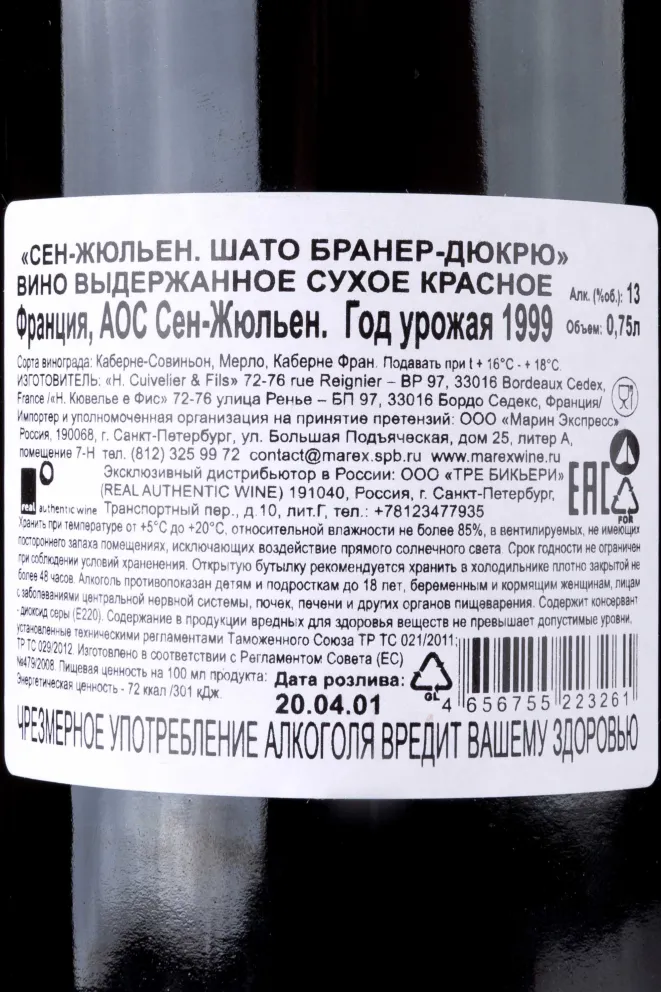 «СЕН-ЖЮЛЬЕН. ШАТО БРАНЕР-ДЮКРЮ»
ВИНО ВЫДЕРЖАННОЕ СУХОЕ КРАСНОЕ
Алк. (%об.): 13
Франция, АОС Сен-Жюльен. Год урожая 1999
Объем: 0,75л
Сорта винограда: Каберне-Совиньон, Мерло, Каберне Фран. Подавать при t + 16°С - + 18°С.
ИЗГОТОВИТЕЛЬ: «H. Cuivelier & Fils» 72-76 rue Reignier – BP 97, 33016 Bordeaux Cedex,
France /«Н. Кювелье е Фис» 72-76 улица Ренье – БП 97, 33016 Бордо Седекс, Франция/
Импортер и уполномоченная организация на принятие претензий: ООО «Марин Экспресс»
Россия, 190068, г. Санкт-Петербург, ул. Большая Подъяческая, дом 25, литер А,
помещение 7-Н тел. (812) 325 99 72 contact@marex.spb.ru www.marexwine.ru
Эксклюзивный дистрибьютор в России: ООО «ТРЕ БИКЬЕРИ»
(REAL AUTHENTIC WINE) 191040, Россия, г. Санкт-Петербург,
Транспортный пер., д 10, лит.Г, тел.: +78123477935
real authentic wine
EAC
FOR
Хранить при температуре от +5°С до +20°С, относительной влажности не более 85%, в вентилируемых, не имеющих
постороннего запаха помещениях, исключающих воздействие прямого солнечного света. Срок годности не ограничен
при соблюдении условий хранения. Открытую бутылку рекомендуется хранить в холодильнике плотно закрытой не
более 48 часов. Алкоголь противопоказан детям и подросткам до 18 лет, беременным и кормящим женщинам, лицам
с заболеваниями центральной нервной системы, почек, печени и других органов пищеварения. Содержит консервант
- диоксид серы (Е220). Содержание в продукции вредных для здоровья веществ не превышает допустимые уровни,
установленные техническими регламентами Таможенного Союза ТР ТС 021/2011;
ТР ТС 029/2012. Изготовлено в соответствии с Регламентом Совета (ЕС)
№479/2008. Пищевая ценность на 100 мл продукта:
Энергетическая ценность - 72 ккал /301 кДж.
Дата розлива:
20.04.01
GL
4 656755 223261
ЧРЕЗМЕРНОЕ УПОТРЕБЛЕНИЕ АЛКОГОЛЯ ВРЕДИТ ВАШЕМУ ЗДОРОВЬЮ